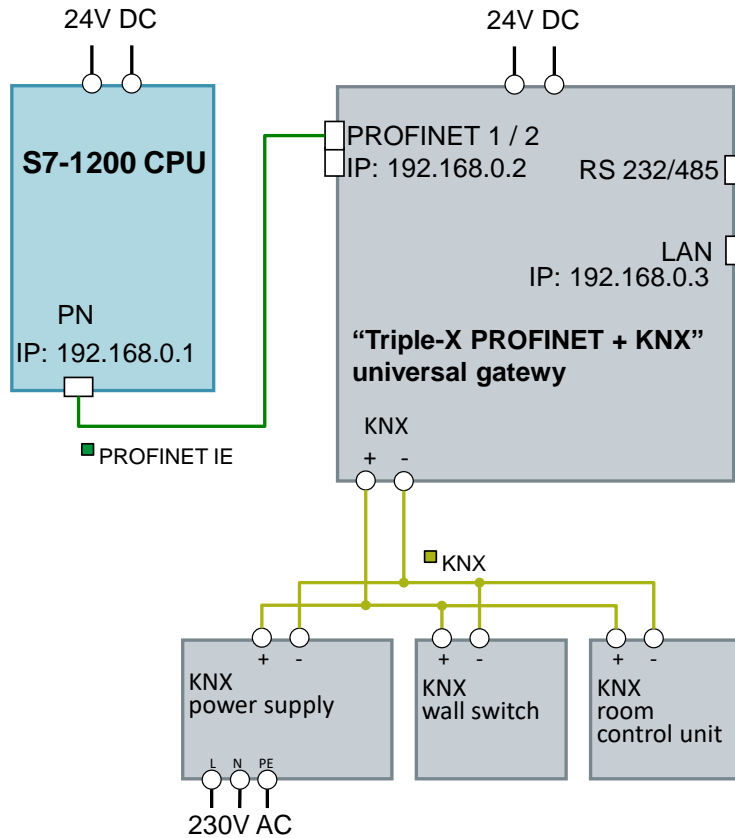 24V DC
24V DC
S7-1200 CPU
PN
IP: 192.168.0.1
PROFINET 1 / 2
IP: 192.168.0.2
RS 232/485
LAN
IP: 192.168.0.3
“Triple-X PROFINET + KNX”
universal gatewy
KNX
+ -
PROFINET IE
KNX
+ -
KNX
power supply
L N PE
230V AC
+ -
KNX
wall switch
+ -
KNX
room
control unit